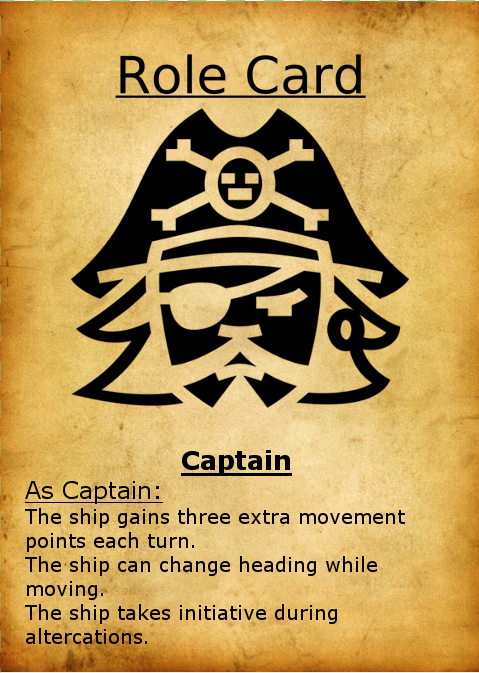 Role Card
Captain
As Captain:
The ship gains three extra movement
points each turn.
The ship can change heading while
moving.
The ship takes initiative during
altercations.